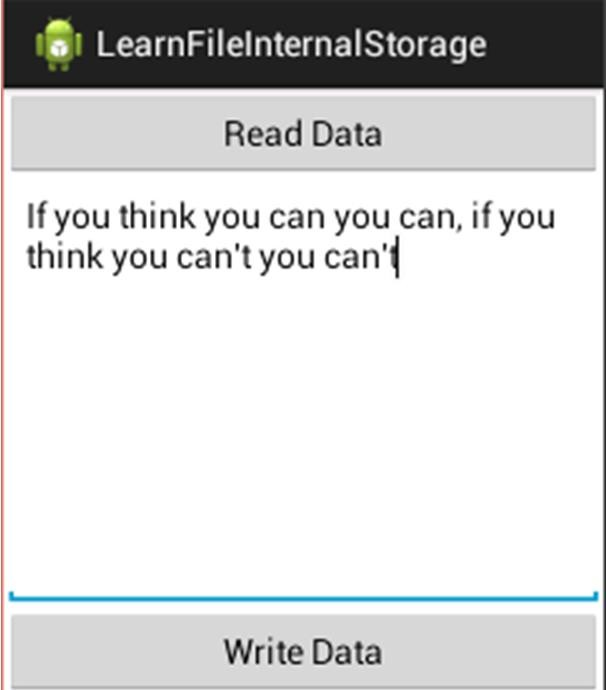 LearnFileInternalStorage
Read Data
If you think you can you can, if you
think you can't you can't
Write Data